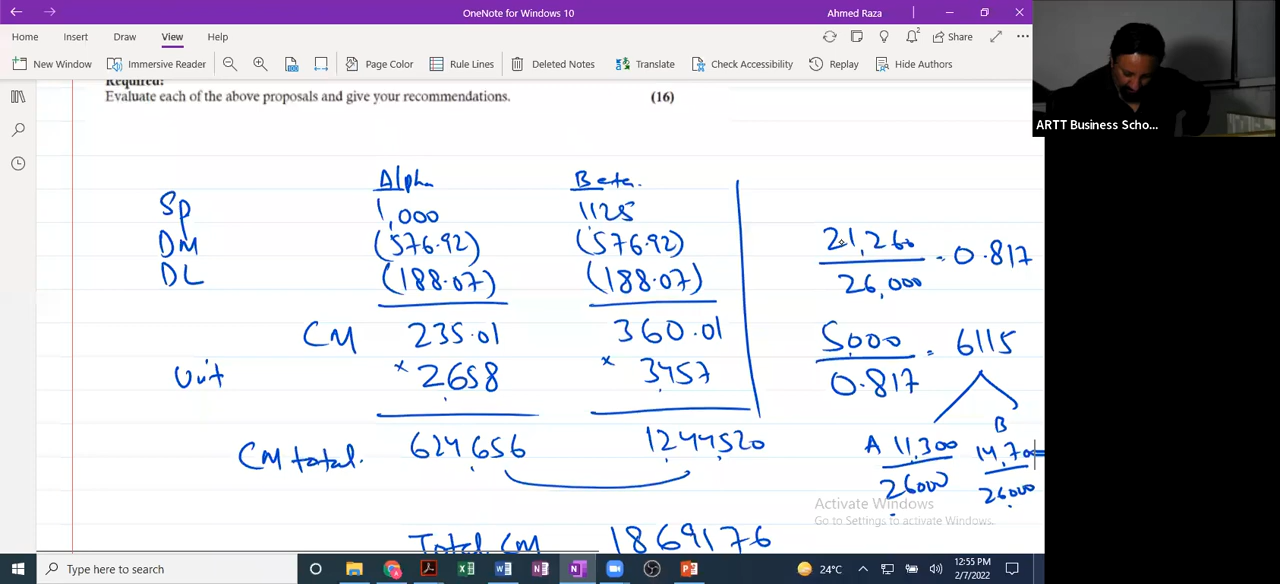 OneNote for Windows 10
Ahmed Raza
Home Insert Draw View Help
Share
New Window Immersive Reader Page Color Rule Lines Deleted Notes Translate Check Accessibility Replay Hide Authors
Required:
Evaluate each of the above proposals and give your recommendations. (16)
Alpha Beta
Sp 1,000 1125
DM (576.92) (576.92)
DL (188.07) (188.07)
CM 235.01 360.01
Unit × 2658 × 3457
CM total. 624,656 1244520
Total CM 1869176
21,260
26,000
= 0.817
5,000
0.817
= 6115
A 11,300
26000
B
26000
Activate Windows
Go to Settings to activate Windows.
ARTT Business Scho...
Type here to search
24°C
12:55 PM
2/7/2022